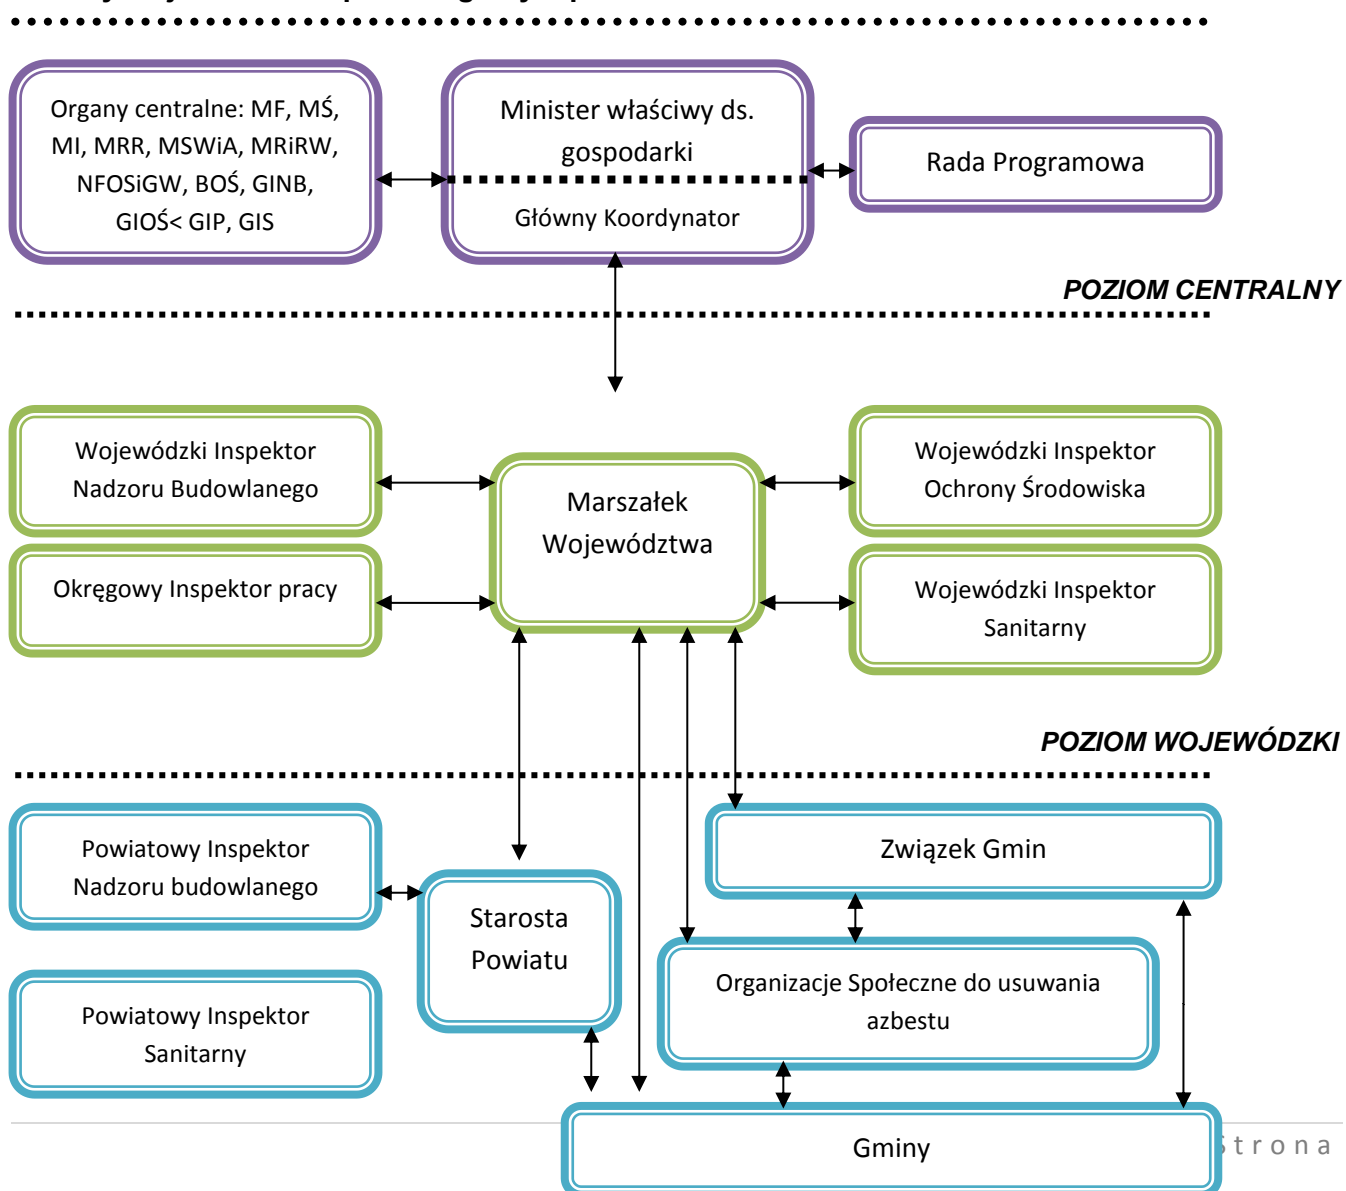 Organy centralne: MF, MŚ,
MI, MRR, MSWiA, MRiRW,
NFOSiGW, BOŚ, GINB,
GIOŚ< GIP, GIS
Minister właściwy ds.
gospodarki
Główny Koordynator
Rada Programowa
POZIOM CENTRALNY
Wojewódzki Inspektor
Nadzoru Budowlanego
Okręgowy Inspektor pracy
Marszałek
Województwa
Wojewódzki Inspektor
Ochrony Środowiska
Wojewódzki Inspektor
Sanitarny
POZIOM WOJEWÓDZKI
Powiatowy Inspektor
Nadzoru budowlanego
Powiatowy Inspektor
Sanitarny
Starosta
Powiatu
Związek Gmin
Organizacje Społeczne do usuwania
azbestu
Gminy
Strona